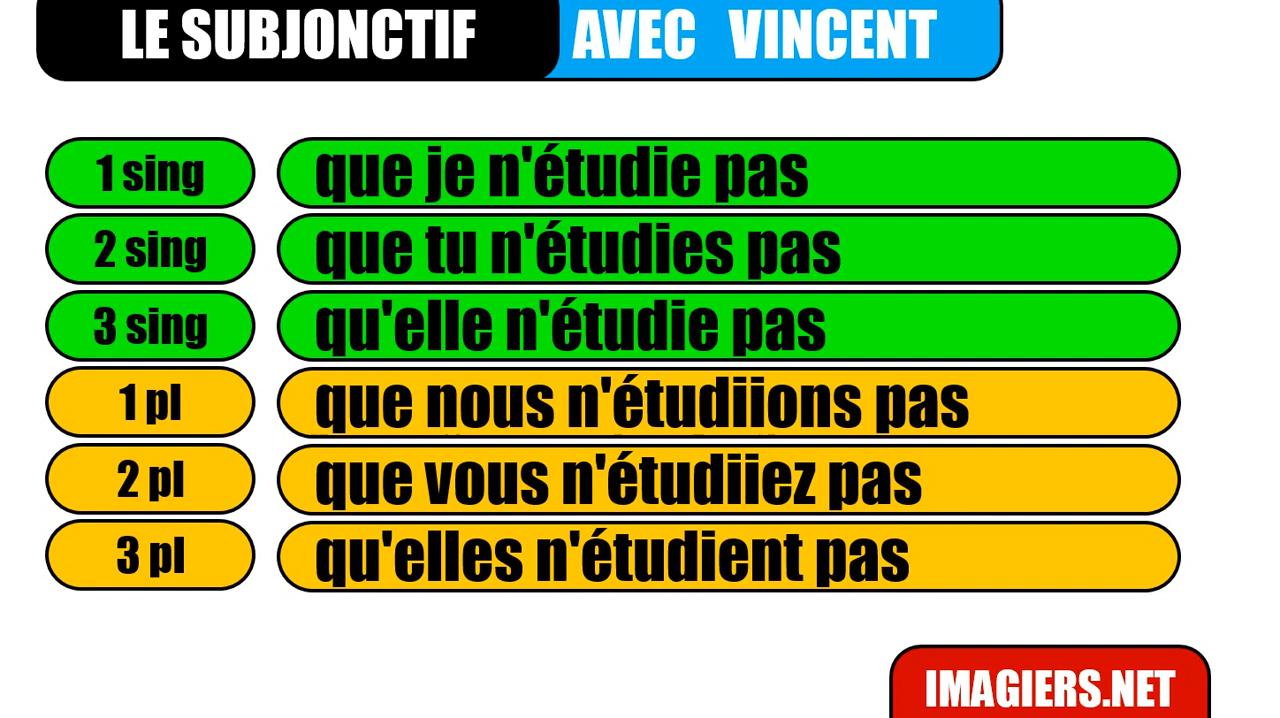 LE SUBJONCTIF AVEC VINCENT
1 sing que je n'étudie pas
2 sing que tu n'étudies pas
3 sing qu'elle n'étudie pas
1 pl que nous n'étudiions pas
2 pl que vous n'étudiiez pas
3 pl qu'elles n'étudient pas
IMAGIERS.NET